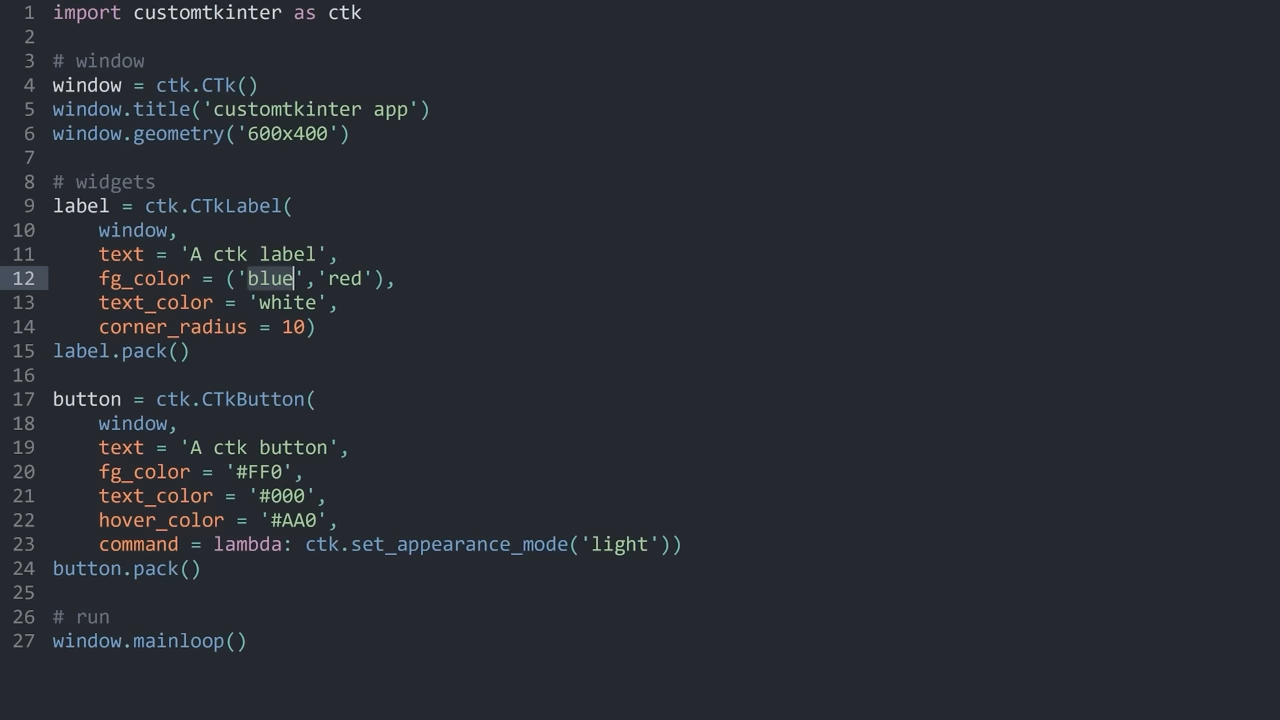 1 import customtkinter as ctk
2
3 # window
4 window = ctk.CTk()
5 window.title('customtkinter app')
6 window.geometry('600x400')
7
8 # widgets
9 label = ctk.CTkLabel(
10     window,
11     text = 'A ctk label',
12     fg_color = ('blue','red'),
13     text_color = 'white',
14     corner_radius = 10)
15 label.pack()
16
17 button = ctk.CTkButton(
18     window,
19     text = 'A ctk button',
20     fg_color = '#FF0',
21     text_color = '#000',
22     hover_color = '#AA0',
23     command = lambda: ctk.set_appearance_mode('light'))
24 button.pack()
25
26 # run
27 window.mainloop()